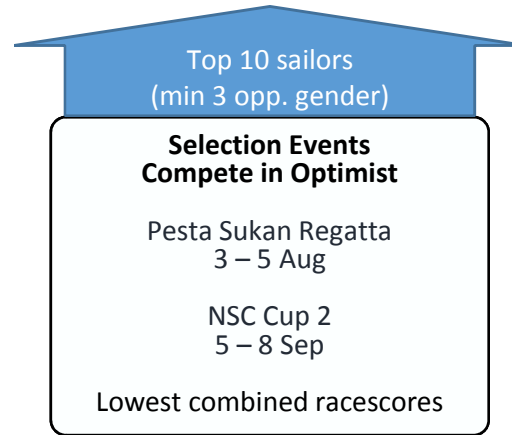 Top 10 sailors
(min 3 opp. gender)
Selection Events
Compete in Optimist
Pesta Sukan Regatta
3 – 5 Aug
NSC Cup 2
5 – 8 Sep
Lowest combined racescores